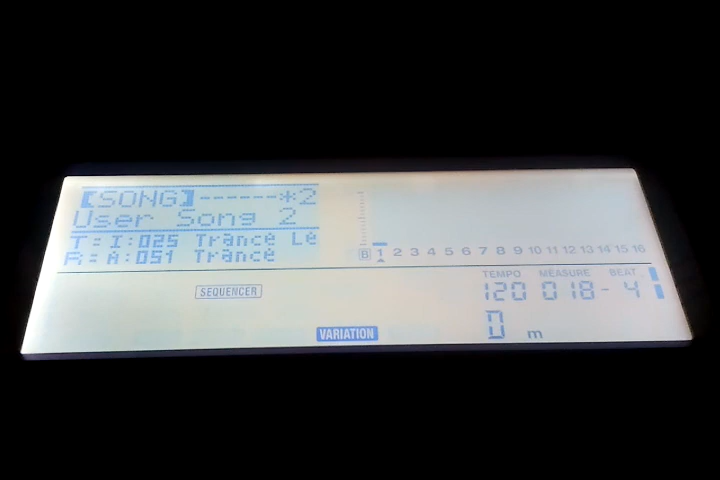 【SONG】------*2
User Song 2
T=I:025 Trance Le
R=A:051 Trance
B 1 2 3 4 5 6 7 8 9 10 11 12 13 14 15 16
SEQUENCER
TEMPO MEASURE BEAT
120 018- 4
VARIATION
D m